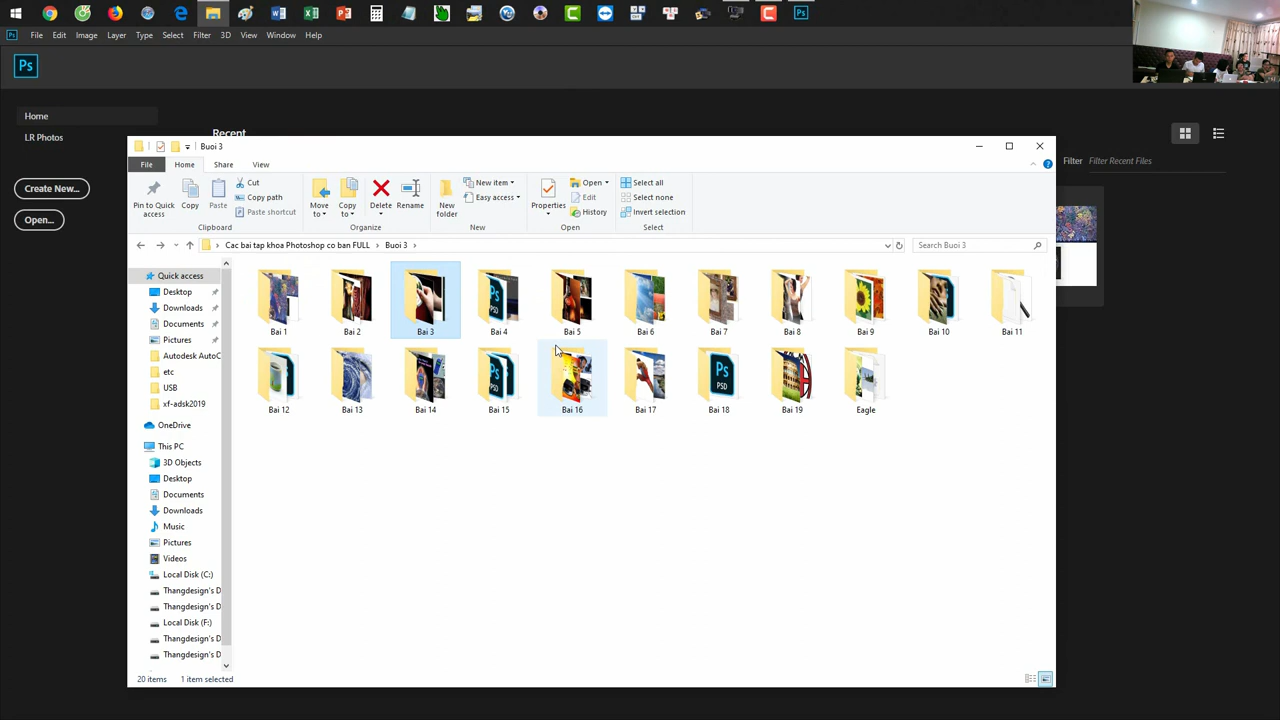 Ps File Edit Image Layer Type Select Filter 3D View Window Help
Ps
Home
LR Photos
Create New...
Open...
Recent
Filter Filter Recent Files
Buoi 3
File Home Share View
Pin to Quick access
Copy
Paste
Cut
Copy path
Paste shortcut
Clipboard
Move to
Copy to
Delete
Rename
Organize
New folder
New item
Easy access
New
Properties
Open
Edit
History
Open
Select all
Select none
Invert selection
Select
Cac bai tap khoa Photoshop co ban FULL Buoi 3
Search Buoi 3
Quick access
Desktop
Downloads
Documents
Pictures
Autodesk AutoC
etc
USB
xf-adsk2019
OneDrive
This PC
3D Objects
Desktop
Documents
Downloads
Music
Pictures
Videos
Local Disk (C:)
Thangdesign's D
Thangdesign's D
Local Disk (F:)
Thangdesign's D
Thangdesign's D
Bai 1 Bai 2 Bai 3 Bai 4 Bai 5 Bai 6 Bai 7 Bai 8 Bai 9 Bai 10 Bai 11
Bai 12 Bai 13 Bai 14 Bai 15 Bai 16 Bai 17 Bai 18 Bai 19 Eagle
20 items 1 item selected